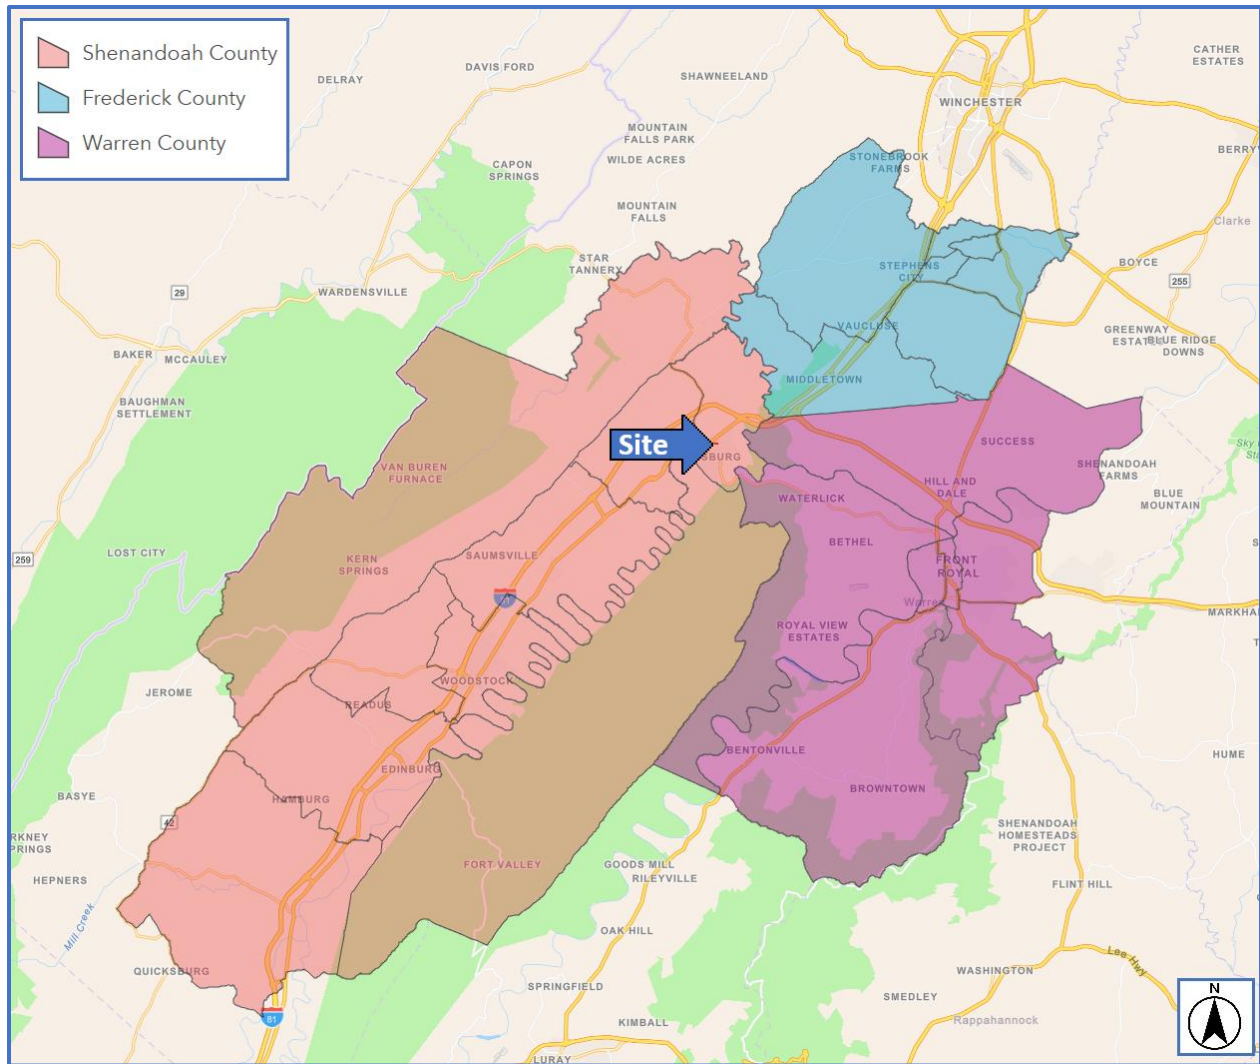 Shenandoah County
Frederick County
Warren County
DAVIS FORD
CATHER
ESTATES
DELRAY
SHAWNEELAND
WINCHESTER
MOUNTAIN
FALLS PARK
WILDE ACRES
STONEBROOK
FARMS
BERRY
CAPON
SPRINGS
MOUNTAIN
FALLS
Clarke
STAR
TANNERY
STEPHENS
CITY
BOYCE
255
29
WARDENSVILLE
VAUCLUSE
GREENWAY
ESTAT
BLUE RIDGE
DOWNS
BAKER
MCCAULEY
MIDDLETOWN
BAUGHMAN
SETTLEMENT
Site
SBURG
SUCCESS
Sky
VAN BUREN
FURNACE
SHENANDOAH
FARMS
HILL AND
DALE
WATERLICK
BLUE
MOUNTAIN
BETHEL
LOST CITY
259
KERN
SPRINGS
SAUMSVILLE
FRONT
ROYAL
Warre
MARKHA
ROYAL VIEW
ESTATES
WOODSTOCK
JEROME
READUS
BENTONVILLE
HUME
EDINBURG
BROWNTOWN
BASYE
HAMBURG
42
RKNEY
PRINGS
SHENANDOAH
HOMESTEADS
PROJECT
FORT VALLEY
GOODS MILL
RILEYVILLE
HEPNERS
FLINT HILL
Mill Creek
OAK HILL
Lee Hwy
QUICKSBURG
WASHINGTON
SPRINGFIELD
SMEDLEY
N
81
KIMBALL
Rappahannock
LURAY